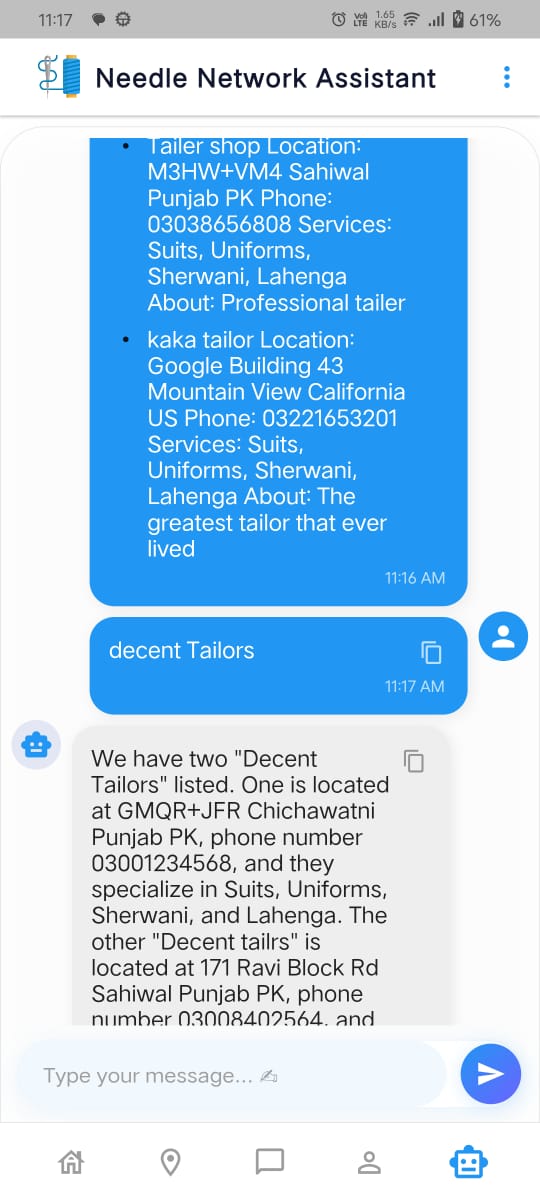 11:17
Vo)) LTE
1.65 KB/s
61%
Needle Network Assistant
• Tailer shop Location:
M3HW+VM4 Sahiwal
Punjab PK Phone:
03038656808 Services:
Suits, Uniforms,
Sherwani, Lahenga
About: Professional tailer
• kaka tailor Location:
Google Building 43
Mountain View California
US Phone: 03221653201
Services: Suits,
Uniforms, Sherwani,
Lahenga About: The
greatest tailor that ever
lived
11:16 AM
decent Tailors
11:17 AM
We have two "Decent
Tailors" listed. One is located
at GMQR+JFR Chichawatni
Punjab PK, phone number
03001234568, and they
specialize in Suits, Uniforms,
Sherwani, and Lahenga. The
other "Decent tailrs" is
located at 171 Ravi Block Rd
Sahiwal Punjab PK, phone
number 03008402564, and
Type your message... ✍